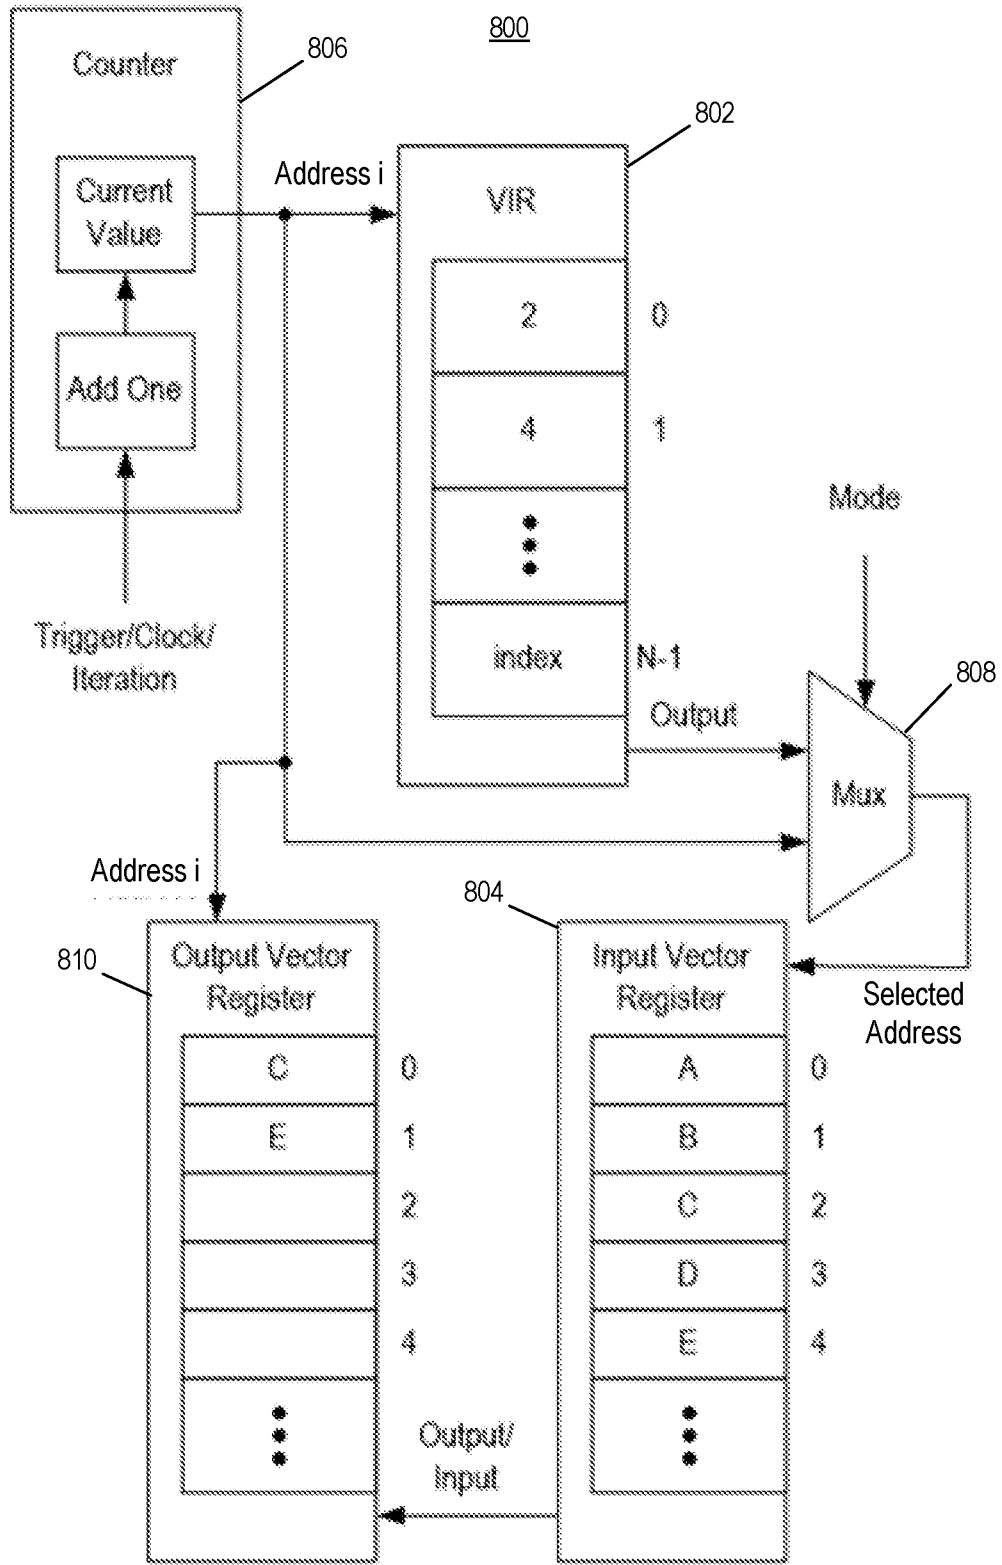 800
806
Counter
Current
Value
Add One
Trigger/Clock/
Iteration
Address i
802
VIR
2
0
4
1
index
N-1
Output
Mode
808
Mux
Address i
810
Output Vector
Register
C
0
E
1
2
3
4
Output/
Input
804
Input Vector
Register
Selected
Address
A
0
B
1
C
2
D
3
E
4